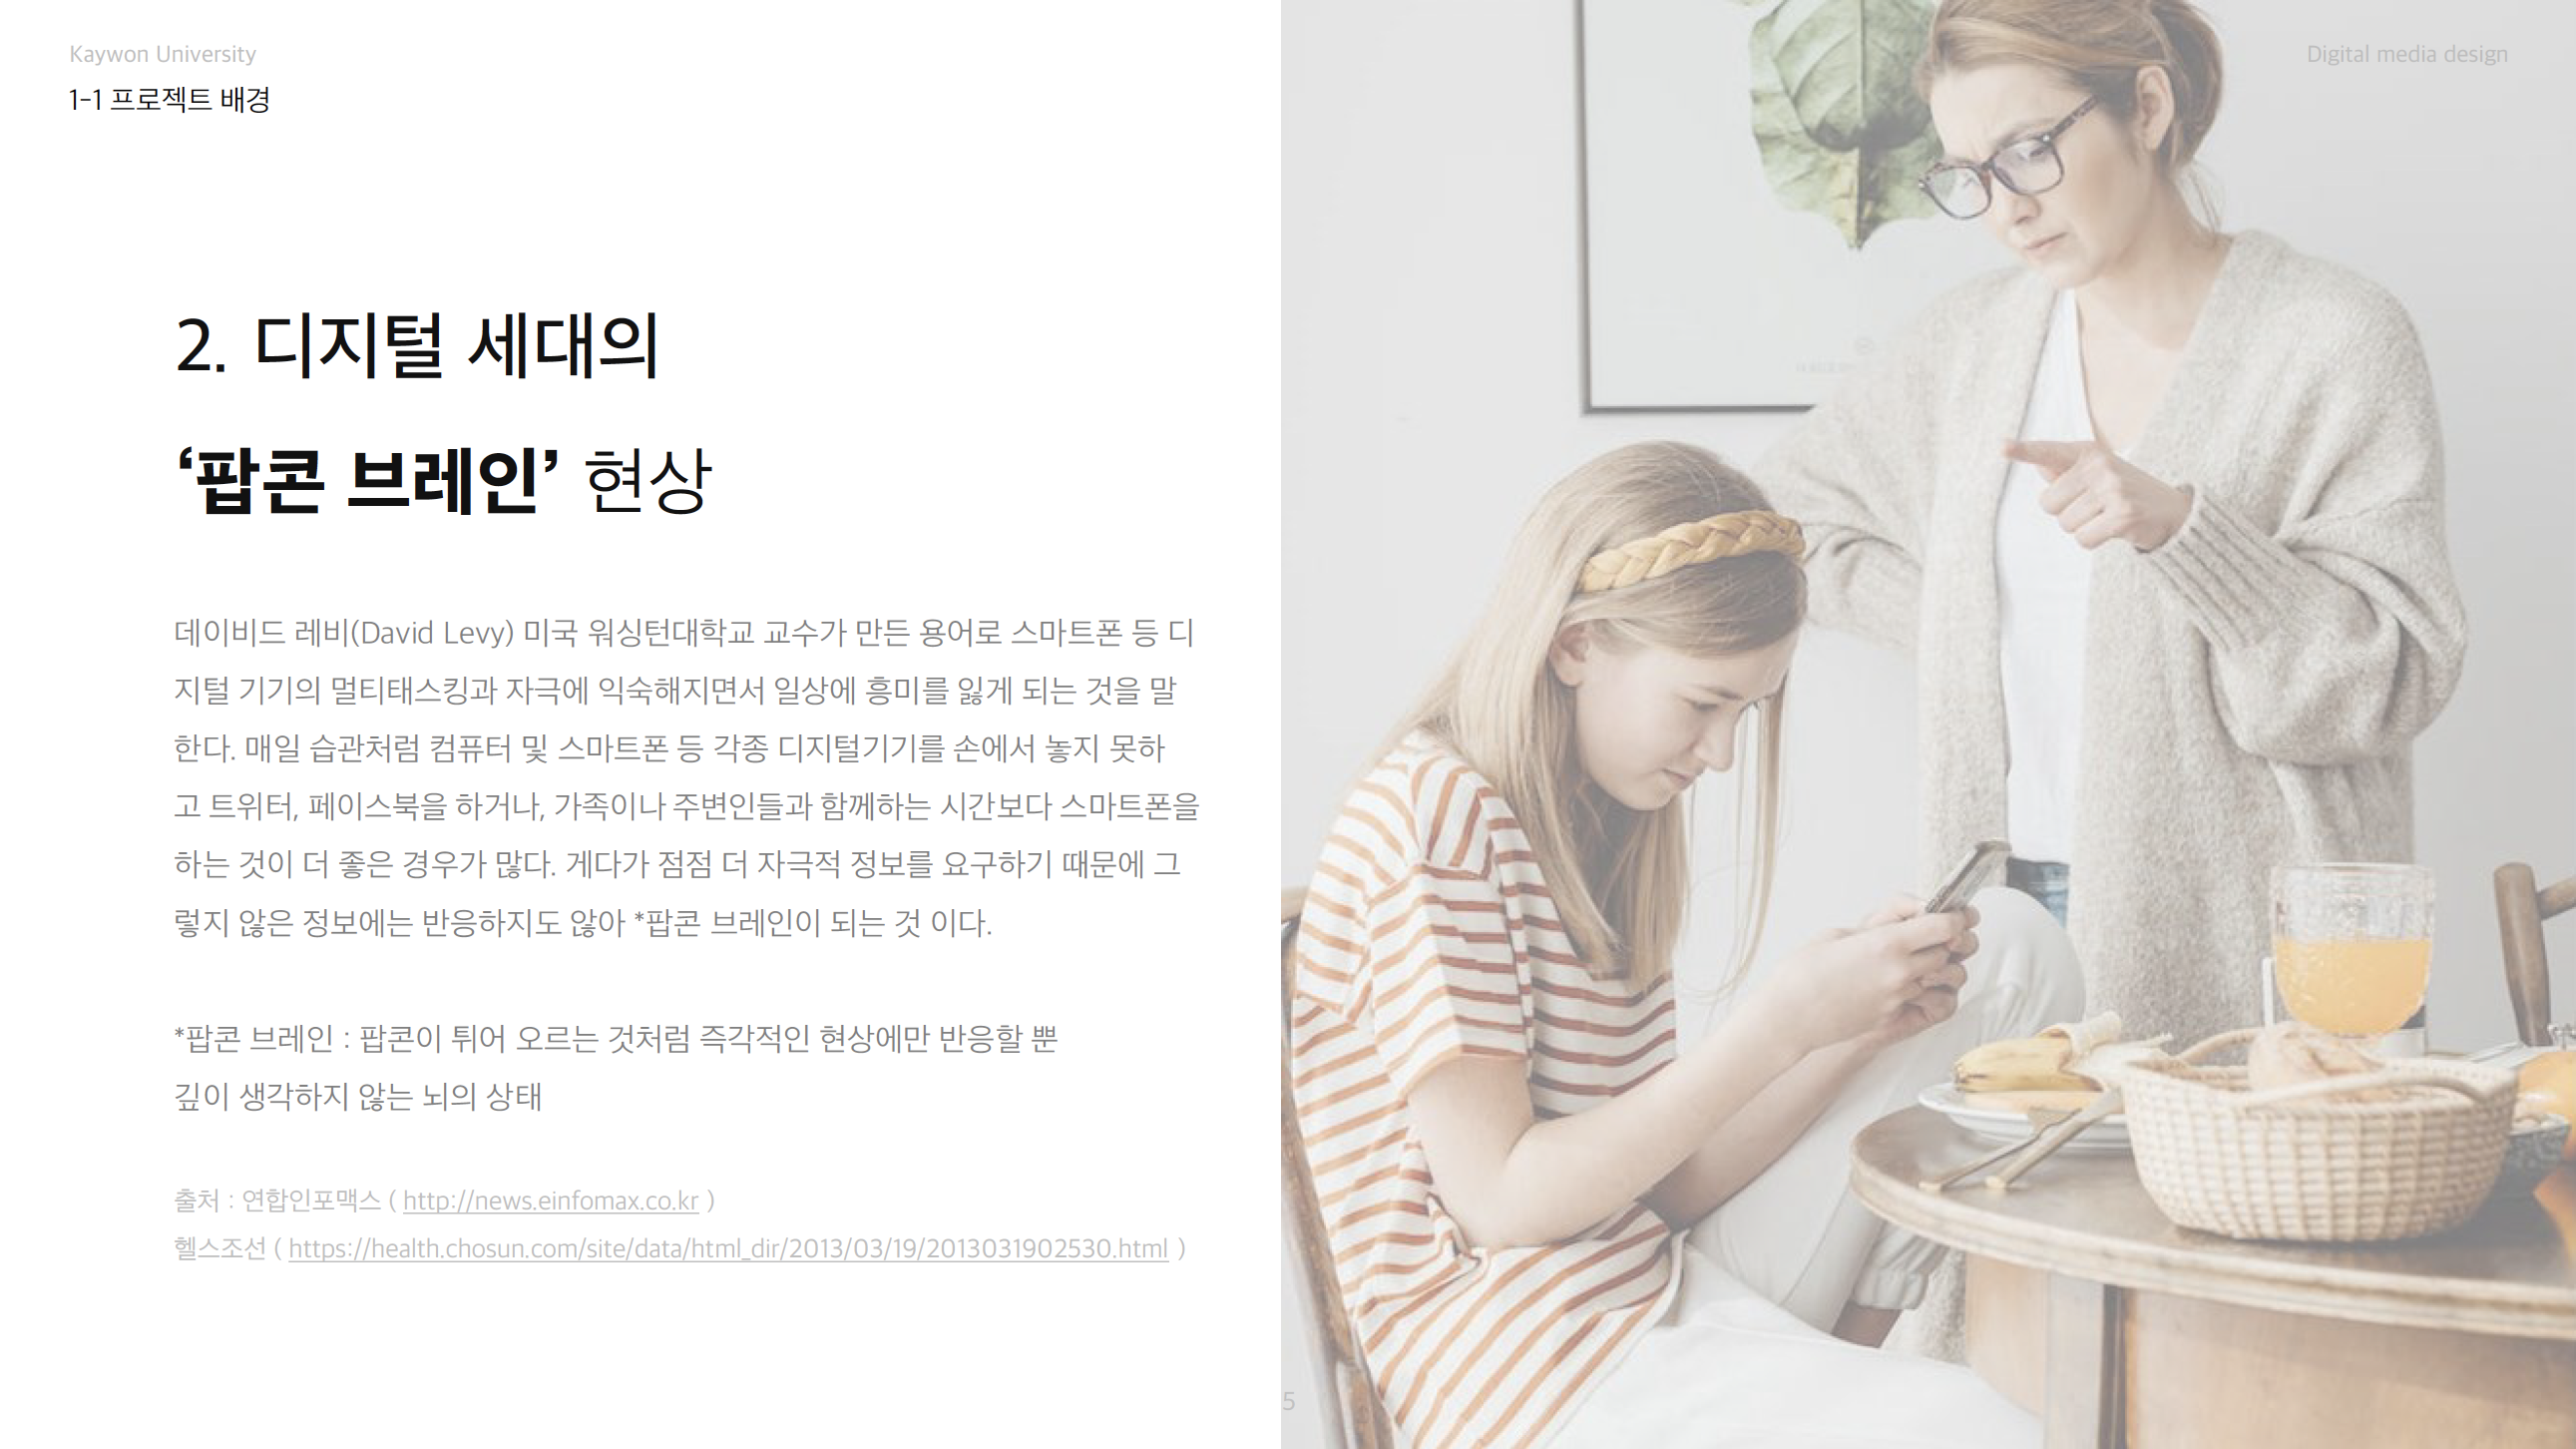 Kaywon University
Digital media design
1-1 프로젝트 배경
2. 디지털 세대의
‘팝콘 브레인’ 현상
데이비드 레비(David Levy) 미국 워싱턴대학교 교수가 만든 용어로 스마트폰 등 디
지털 기기의 멀티태스킹과 자극에 익숙해지면서 일상에 흥미를 잃게 되는 것을 말
한다. 매일 습관처럼 컴퓨터 및 스마트폰 등 각종 디지털기기를 손에서 놓지 못하
고 트위터, 페이스북을 하거나, 가족이나 주변인들과 함께하는 시간보다 스마트폰을
하는 것이 더 좋은 경우가 많다. 게다가 점점 더 자극적 정보를 요구하기 때문에 그
렇지 않은 정보에는 반응하지도 않아 *팝콘 브레인이 되는 것 이다.
*팝콘 브레인 : 팝콘이 튀어 오르는 것처럼 즉각적인 현상에만 반응할 뿐
깊이 생각하지 않는 뇌의 상태
출처 : 연합인포맥스 ( http://news.einfomax.co.kr )
헬스조선 ( https://health.chosun.com/site/data/html_dir/2013/03/19/2013031902530.html )
5